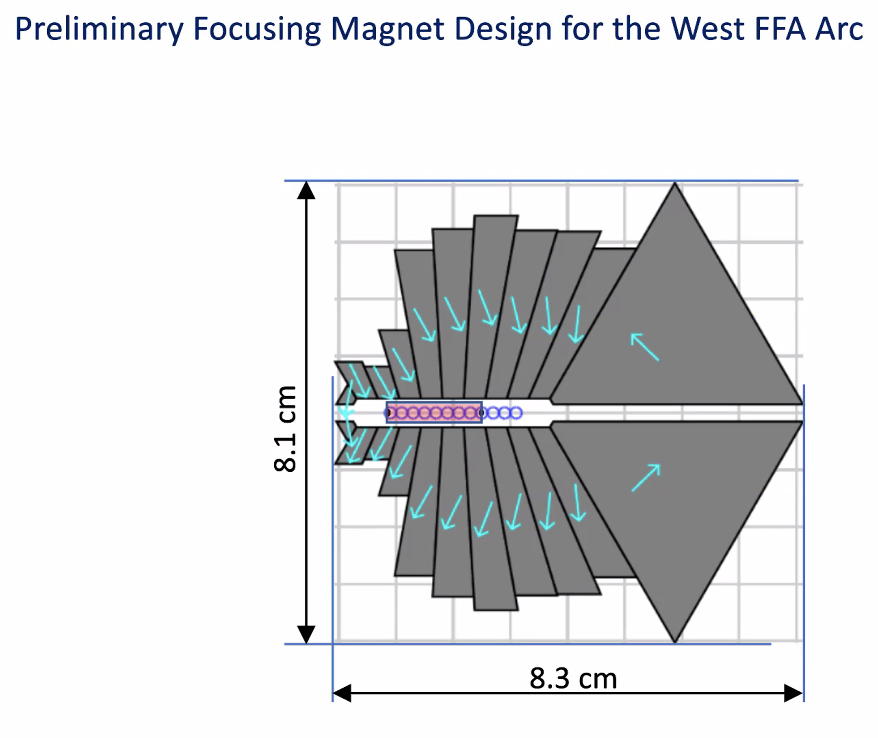 Preliminary Focusing Magnet Design for the West FFA Arc
8.1 cm
8.3 cm